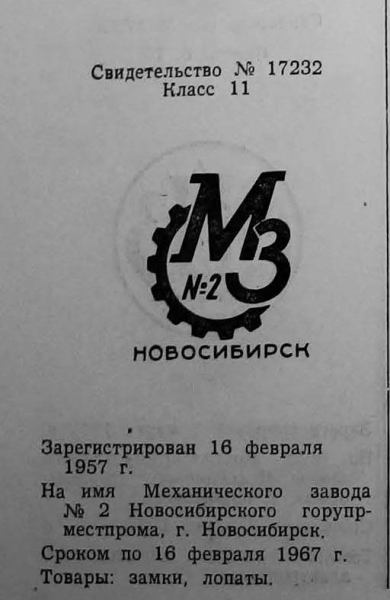 Свидетельство № 17232
Класс 11
МЗ
№2
НОВОСИБИРСК
Зарегистрирован 16 февраля
1957 г.
На имя Механического завода
№ 2 Новосибирского горупр-
местпрома, г. Новосибирск.
Сроком по 16 февраля 1967 г.
Товары: замки, лопаты.